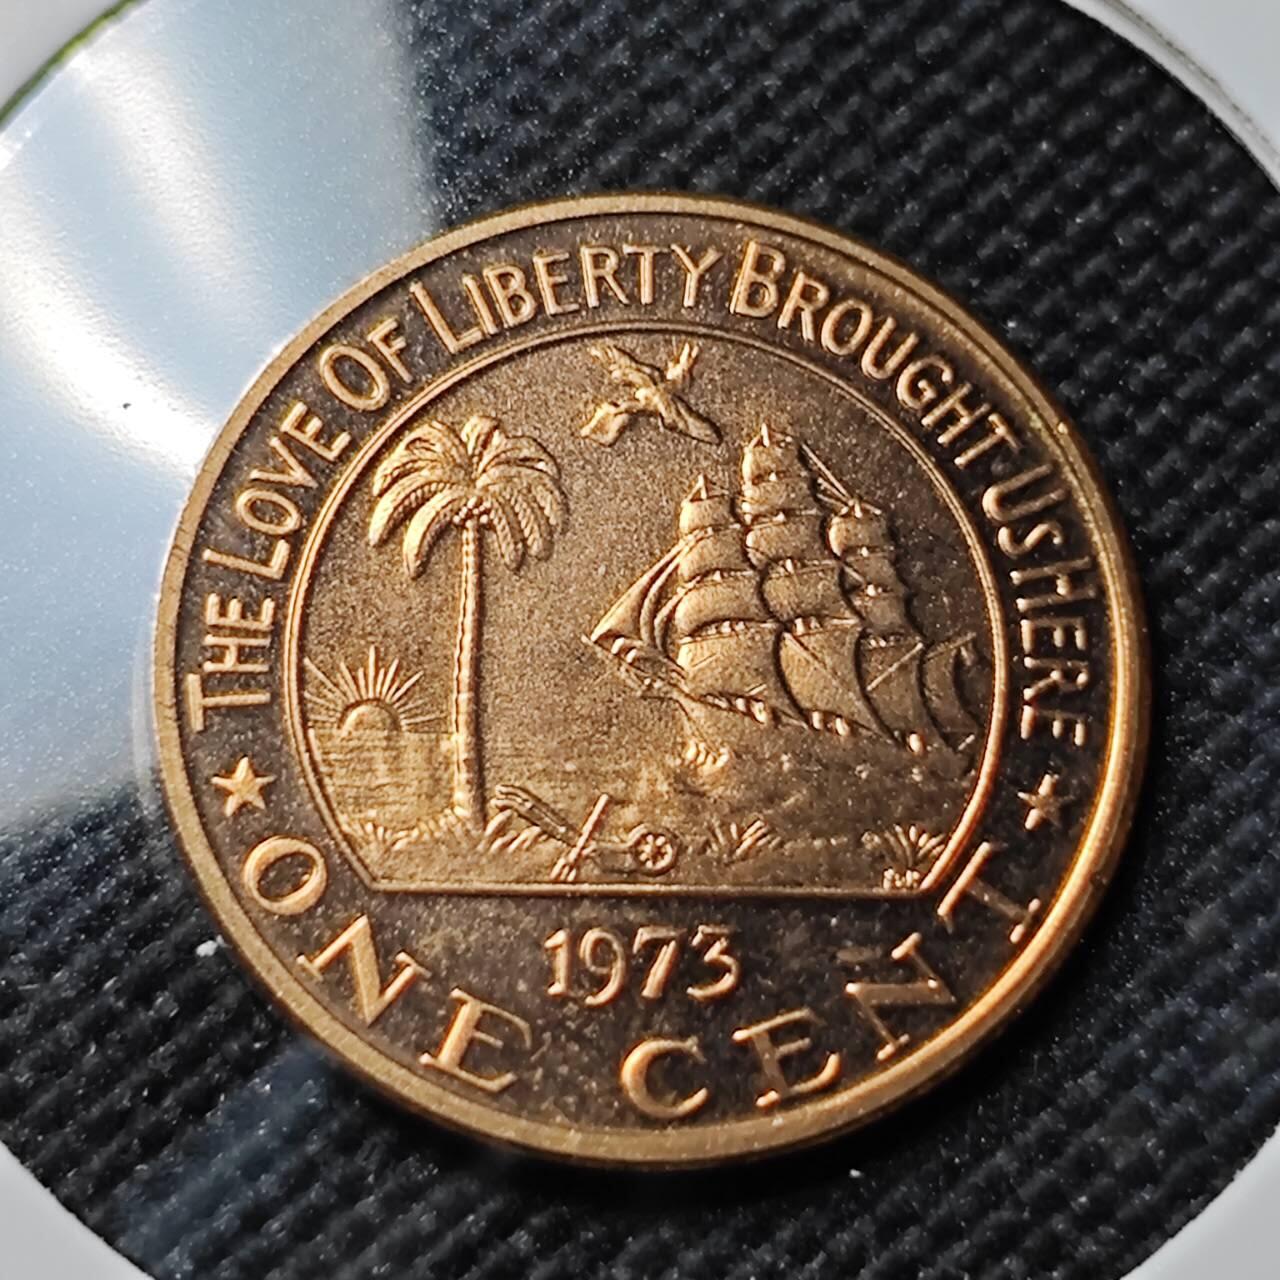 THE LOVE OF LIBERTY BROUGHT US HERE
1973
ONE CENT